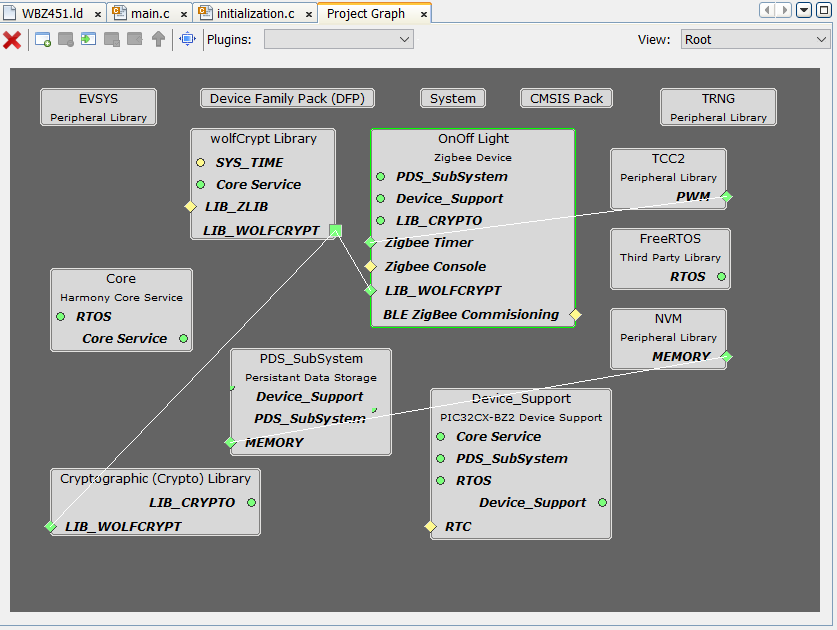 WBZ451.ld × main.c × initialization.c × Project Graph ×
Plugins: View: Root
EVSYS
Peripheral Library
Device Family Pack (DFP)
System
CMSIS Pack
TRNG
Peripheral Library
wolfCrypt Library
SYS_TIME
Core Service
LIB_ZLIB
LIB_WOLFCRYPT
OnOff Light
Zigbee Device
PDS_SubSystem
Device_Support
LIB_CRYPTO
Zigbee Timer
Zigbee Console
LIB_WOLFCRYPT
BLE ZigBee Commisioning
TCC2
Peripheral Library
PWM
FreeRTOS
Third Party Library
RTOS
Core
Harmony Core Service
RTOS
Core Service
NVM
Peripheral Library
MEMORY
PDS_SubSystem
Persistant Data Storage
Device_Support
PDS_SubSystem
MEMORY
Device_Support
PIC32CX-BZ2 Device Support
Core Service
PDS_SubSystem
RTOS
Device_Support
RTC
Cryptographic (Crypto) Library
LIB_CRYPTO
LIB_WOLFCRYPT